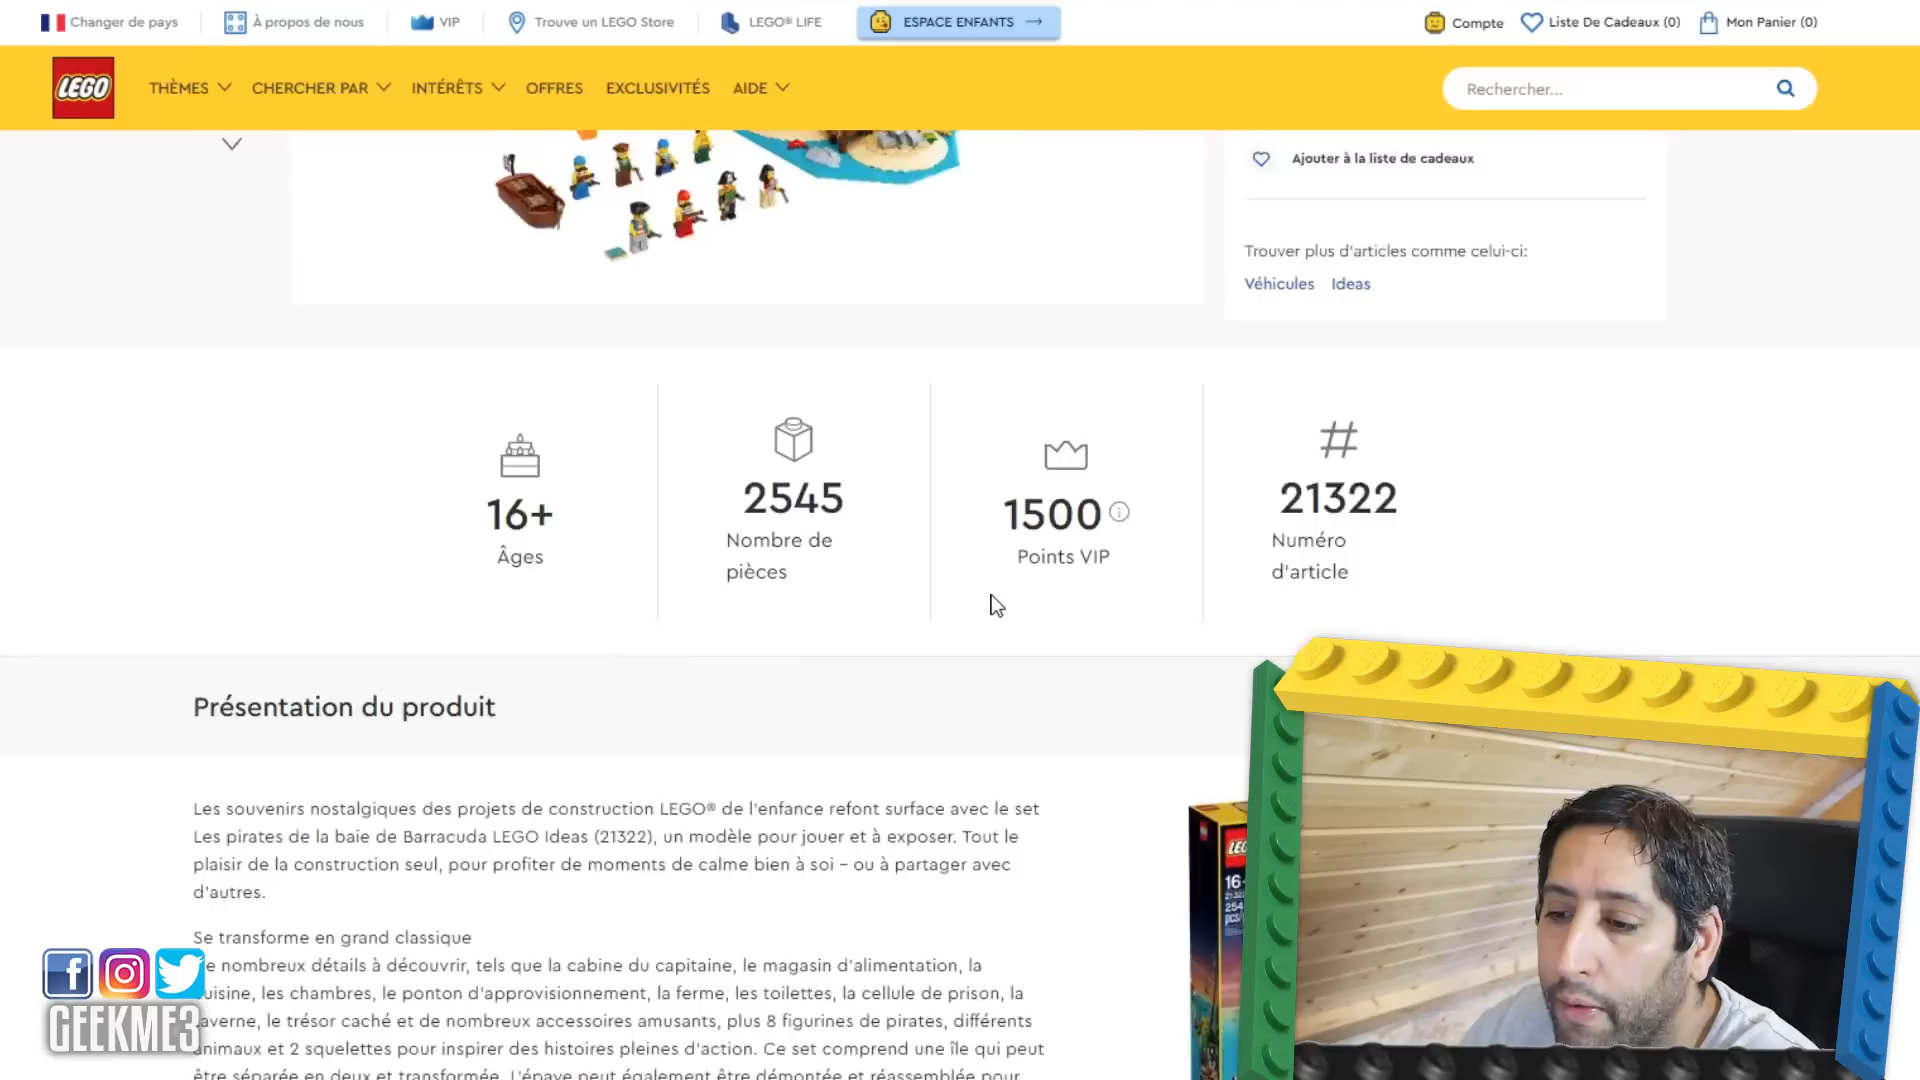 Changer de pays
À propos de nous
VIP
Trouve un LEGO Store
LEGO® LIFE
ESPACE ENFANTS
Compte
Liste De Cadeaux (0)
Mon Panier (0)
LEGO
THÈMES
CHERCHER PAR
INTÉRÊTS
OFFRES
EXCLUSIVITÉS
AIDE
Rechercher...
Ajouter à la liste de cadeaux
Trouver plus d'articles comme celui-ci:
Véhicules Ideas
16+
Âges
2545
Nombre de
pièces
1500
Points VIP
#
21322
Numéro
d'article
Présentation du produit
Les souvenirs nostalgiques des projets de construction LEGO® de l'enfance refont surface avec le set
Les pirates de la baie de Barracuda LEGO Ideas (21322), un modèle pour jouer et à exposer. Tout le
plaisir de la construction seul, pour profiter de moments de calme bien à soi – ou à partager avec
d'autres.
Se transforme en grand classique
e nombreux détails à découvrir, tels que la cabine du capitaine, le magasin d'alimentation, la
uisine, les chambres, le ponton d'approvisionnement, la ferme, les toilettes, la cellule de prison, la
averne, le trésor caché et de nombreux accessoires amusants, plus 8 figurines de pirates, différents
animaux et 2 squelettes pour inspirer des histoires pleines d'action. Ce set comprend une île qui peut
être séparée en deux et transformée. L'épave peut également être démontée et réassemblée pour
GEEKME3
16+